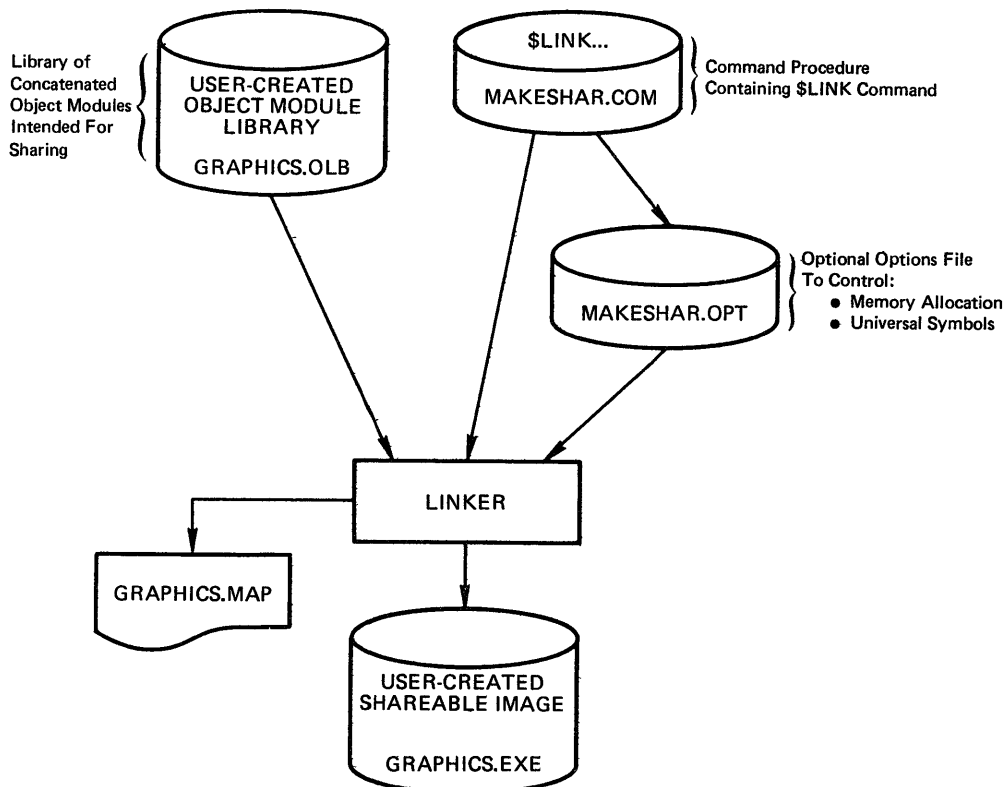 Library of
Concatenated
Object Modules
Intended For
Sharing
USER-CREATED
OBJECT MODULE
LIBRARY
GRAPHICS.OLB
$LINK...
MAKESHAR.COM
Command Procedure
Containing $LINK Command
MAKESHAR.OPT
Optional Options File
To Control:
● Memory Allocation
● Universal Symbols
LINKER
GRAPHICS.MAP
USER-CREATED
SHAREABLE IMAGE
GRAPHICS.EXE